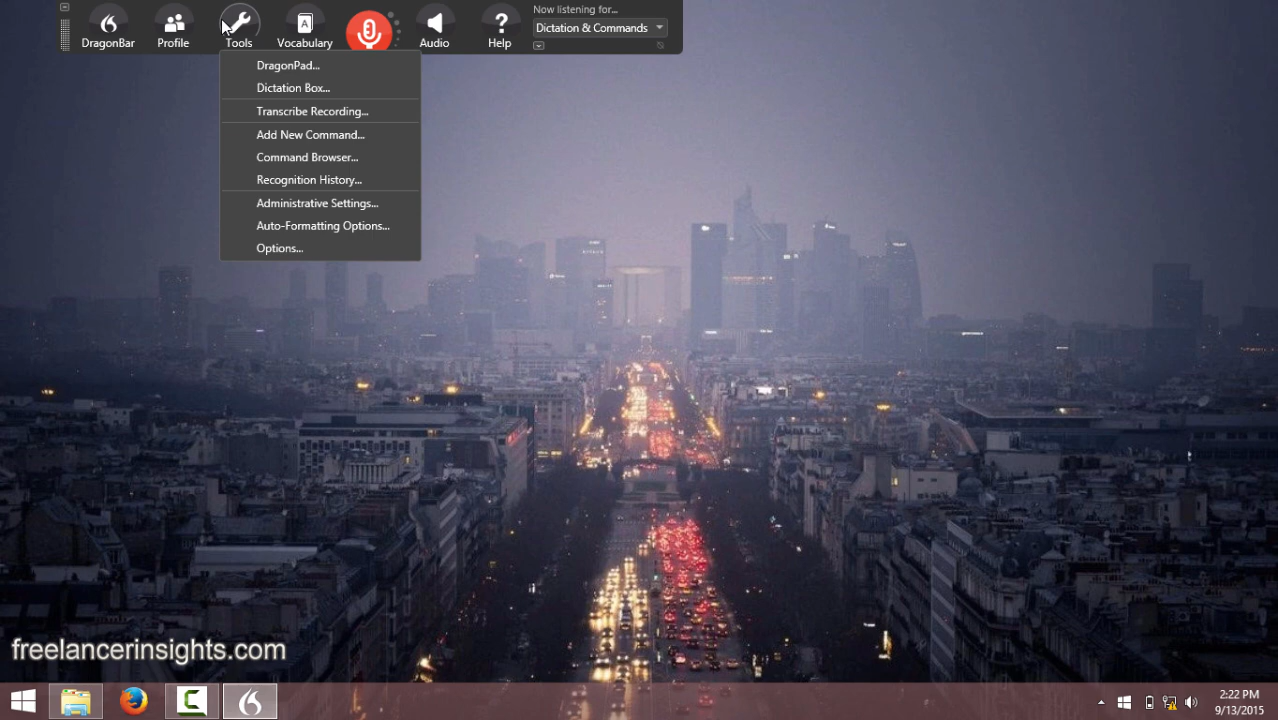 Now listening for...
Dictation & Commands
DragonBar
Profile
Tools
Vocabulary
Audio
Help
DragonPad...
Dictation Box...
Transcribe Recording...
Add New Command...
Command Browser...
Recognition History...
Administrative Settings...
Auto-Formatting Options...
Options...
freelancerinsights.com
2:22 PM
9/13/2015